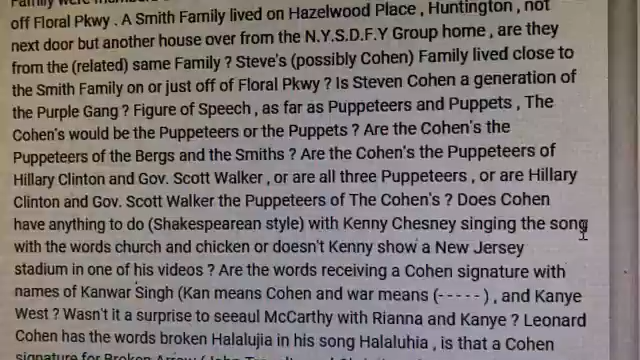 Family were members
off Floral Pkwy . A Smith Family lived on Hazelwood Place , Huntington , not
next door but another house over from the N.Y.S.D.F.Y Group home , are they
from the (related) same Family ? Steve's (possibly Cohen) Family lived close to
the Smith Family on or just off of Floral Pkwy ? Is Steven Cohen a generation of
the Purple Gang ? Figure of Speech , as far as Puppeteers and Puppets , The
Cohen's would be the Puppeteers or the Puppets ? Are the Cohen's the
Puppeteers of the Bergs and the Smiths ? Are the Cohen's the Puppeteers of
Hillary Clinton and Gov. Scott Walker , or are all three Puppeteers , or are Hillary
Clinton and Gov. Scott Walker the Puppeteers of The Cohen's ? Does Cohen
have anything to do (Shakespearean style) with Kenny Chesney singing the song
with the words church and chicken or doesn't Kenny show a New Jersey
stadium in one of his videos ? Are the words receiving a Cohen signature with
names of Kanwar Singh (Kan means Cohen and war means (- - - - - ) , and Kanye
West ? Wasn't it a surprise to seeaul McCarthy with Rianna and Kanye ? Leonard
Cohen has the words broken Halalujia in his song Halaluhia , is that a Cohen
signature for Broken Arrow (John